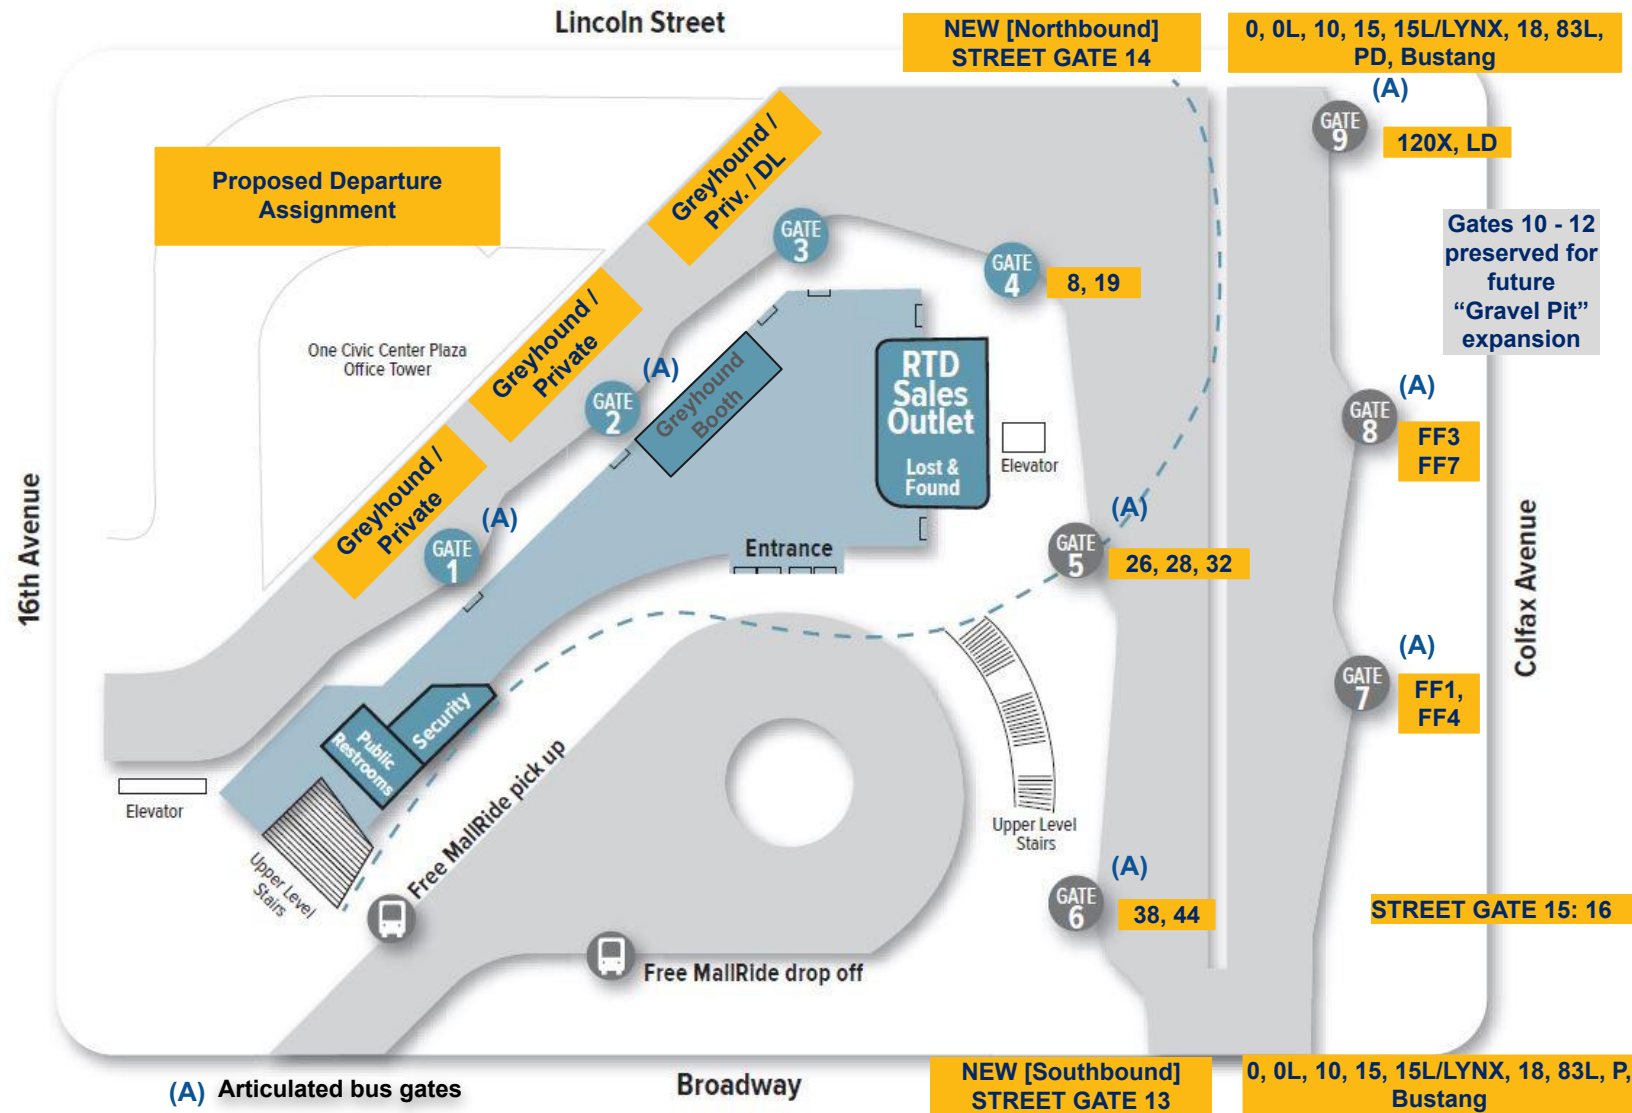 Lincoln Street
NEW [Northbound]
STREET GATE 14
0, 0L, 10, 15, 15L/LYNX, 18, 83L,
PD, Bustang
(A)
GATE
9
120X, LD
Proposed Departure
Assignment
Greyhound /
Priv. / DL
GATE
3
GATE
4
8, 19
Gates 10 - 12
preserved for
future
“Gravel Pit”
expansion
One Civic Center Plaza
Office Tower
Greyhound /
Private
(A)
GATE
2
Greyhound
Booth
RTD
Sales
Outlet
Lost &
Found
Elevator
(A)
GATE
8
FF3
FF7
16th Avenue
Greyhound /
Private
(A)
GATE
1
Entrance
(A)
GATE
5
26, 28, 32
Colfax Avenue
(A)
GATE
7
FF1,
FF4
Security
Public
Restrooms
Elevator
Upper Level
Stairs
Free MallRide pick up
Upper Level
Stairs
(A)
GATE
6
38, 44
STREET GATE 15: 16
Free MallRide drop off
(A) Articulated bus gates
Broadway
NEW [Southbound]
STREET GATE 13
0, 0L, 10, 15, 15L/LYNX, 18, 83L, P,
Bustang